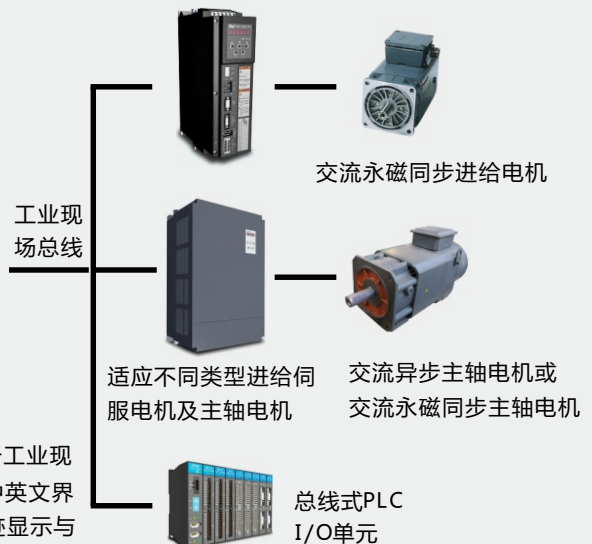 交流永磁同步进给电机
工业现
场总线
适应不同类型进给伺
服电机及主轴电机
交流异步主轴电机或
交流永磁同步主轴电机
工业现
中英文界
迹显示与
总线式PLC
I/O单元